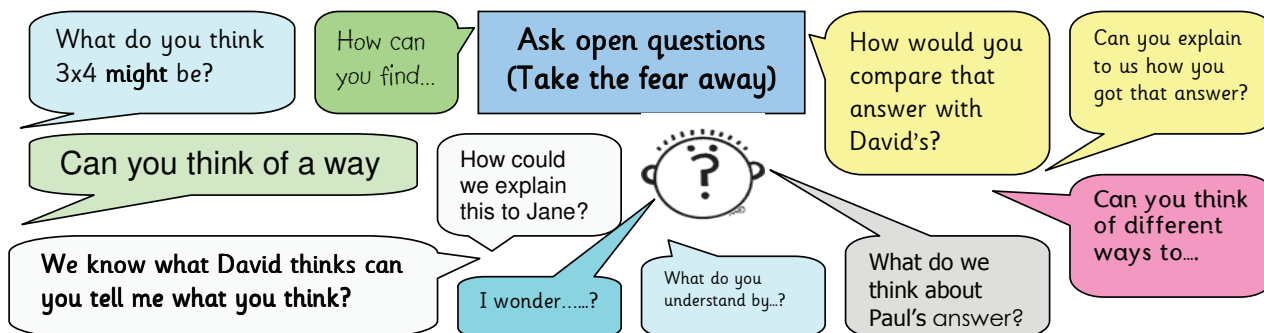 What do you think
3x4 might be?
How can
you find...
Ask open questions
(Take the fear away)
How would you
compare that
answer with
David's?
Can you explain
to us how you
got that answer?
Can you think of a way
How could
we explain
this to Jane?
?
Can you think
of different
ways to....
We know what David thinks can
you tell me what you think?
I wonder......?
What do you
understand by...?
What do we
think about
Paul's answer?